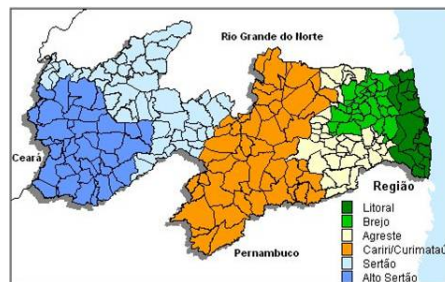 Rio Grande do Norte
Ceará
Pernambuco
Região
Litoral
Brejo
Agreste
Cariri/Curimataú
Sertão
Alto Sertão